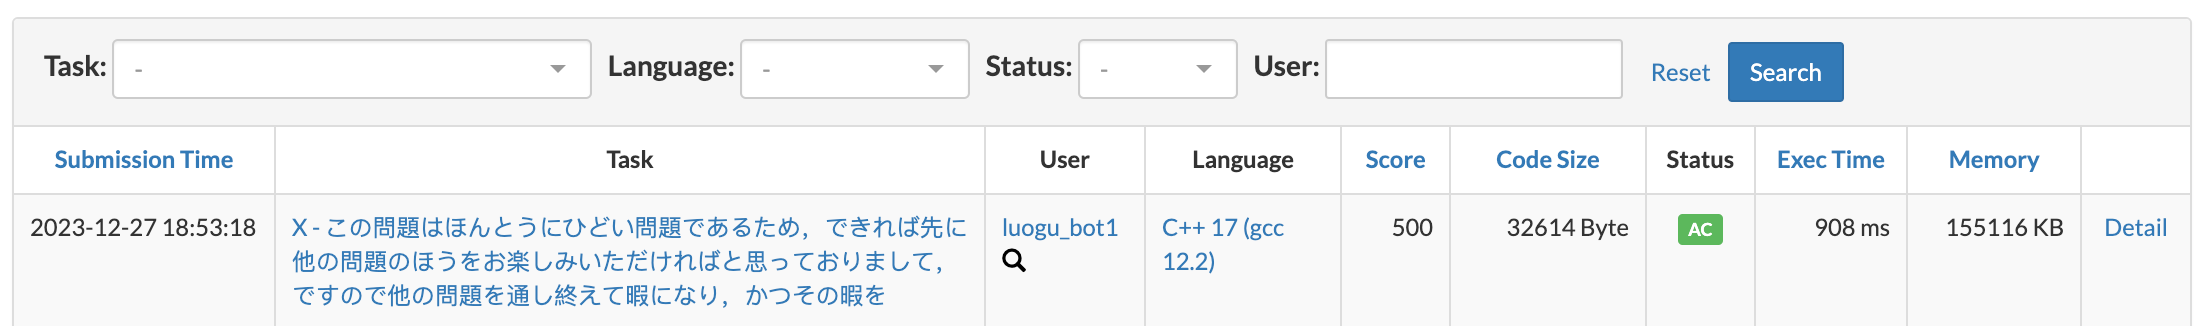 Task: - Language: - Status: - User: Reset Search
Submission Time Task User Language Score Code Size Status Exec Time Memory
2023-12-27 18:53:18 X - この問題はほんとうにひどい問題であるため，できれば先に luogu_bot1 C++ 17 (gcc 500 32614 Byte AC 908 ms 155116 KB Detail
他の問題のほうをお楽しみいただければと思っておりまして， 12.2)
ですので他の問題を通し終えて暇になり，かつその暇を